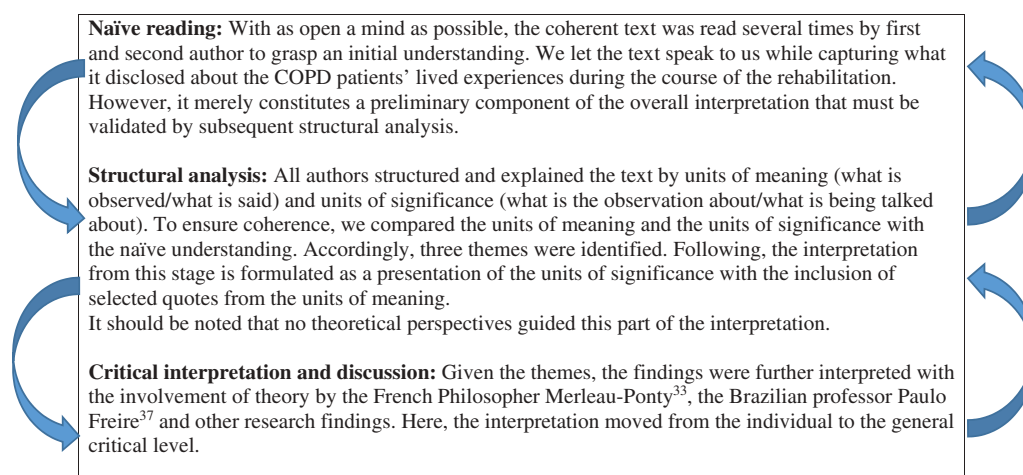 Naïve reading: With as open a mind as possible, the coherent text was read several times by first
and second author to grasp an initial understanding. We let the text speak to us while capturing what
it disclosed about the COPD patients’ lived experiences during the course of the rehabilitation.
However, it merely constitutes a preliminary component of the overall interpretation that must be
validated by subsequent structural analysis.
Structural analysis: All authors structured and explained the text by units of meaning (what is
observed/what is said) and units of significance (what is the observation about/what is being talked
about). To ensure coherence, we compared the units of meaning and the units of significance with
the naïve understanding. Accordingly, three themes were identified. Following, the interpretation
from this stage is formulated as a presentation of the units of significance with the inclusion of
selected quotes from the units of meaning.
It should be noted that no theoretical perspectives guided this part of the interpretation.
Critical interpretation and discussion: Given the themes, the findings were further interpreted with
the involvement of theory by the French Philosopher Merleau-Ponty33, the Brazilian professor Paulo
Freire37 and other research findings. Here, the interpretation moved from the individual to the general
critical level.